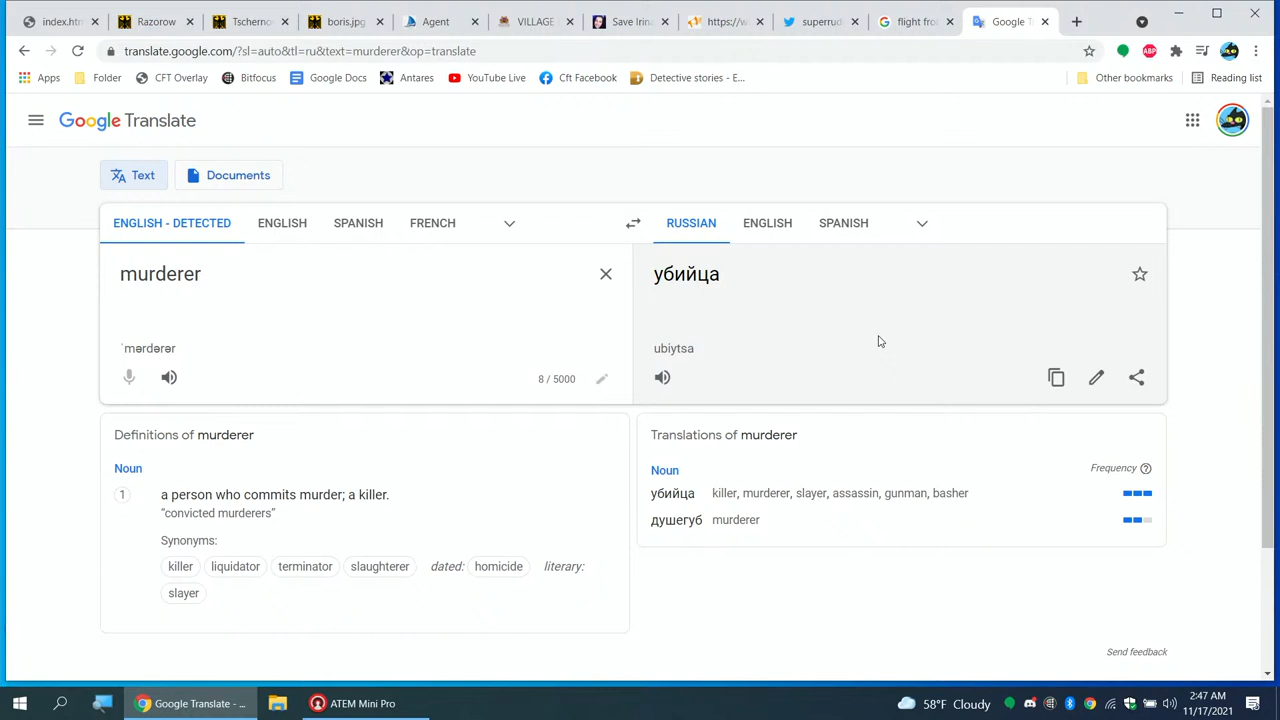 index.htm
Razorow
Tscherno
boris.jpg
Agent
VILLAGE
Save Irina
https://w
superrud
flight fro
Google T
translate.google.com/?sl=auto&tl=ru&text=murderer&op=translate
ABP
Apps
Folder
CFT Overlay
Bitfocus
Google Docs
Antares
YouTube Live
Cft Facebook
Detective stories - E...
Other bookmarks
Reading list
Google Translate
Text
Documents
ENGLISH - DETECTED
ENGLISH
SPANISH
FRENCH
RUSSIAN
ENGLISH
SPANISH
murderer
убийца
ˈmərdərər
ubiytsa
8 / 5000
Definitions of murderer
Noun
1
a person who commits murder; a killer.
“convicted murderers”
Synonyms:
killer
liquidator
terminator
slaughterer
dated:
homicide
literary:
slayer
Translations of murderer
Noun
Frequency
убийца
killer, murderer, slayer, assassin, gunman, basher
душегуб
murderer
Send feedback
Google Translate - ...
ATEM Mini Pro
58°F Cloudy
2:47 AM
11/17/2021